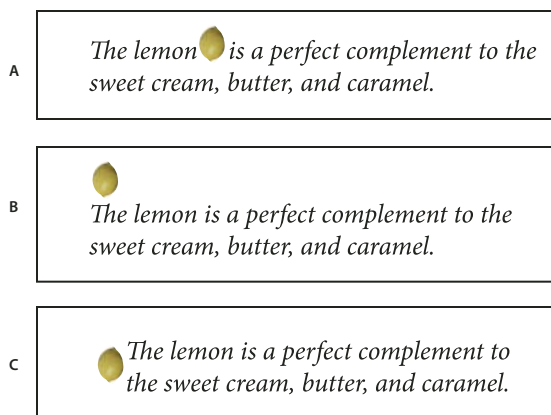 A
The lemon is a perfect complement to the
sweet cream, butter, and caramel.
B
The lemon is a perfect complement to the
sweet cream, butter, and caramel.
C
The lemon is a perfect complement to
the sweet cream, butter, and caramel.